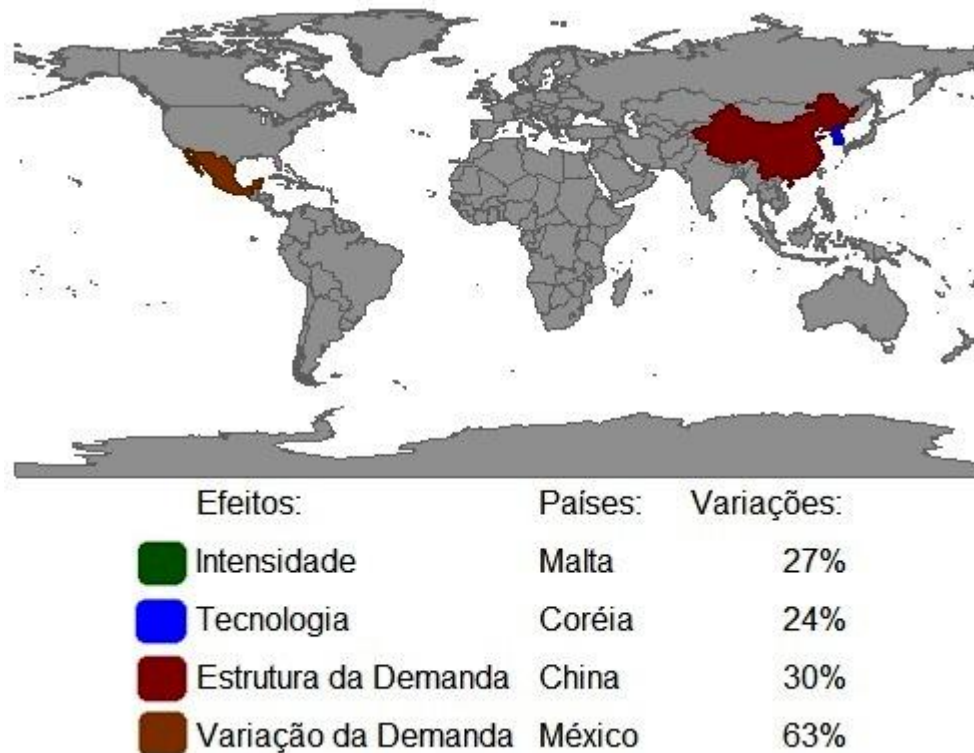 Efeitos: Países: Variações:
Intensidade Malta 27%
Tecnologia Coréia 24%
Estrutura da Demanda China 30%
Variação da Demanda México 63%